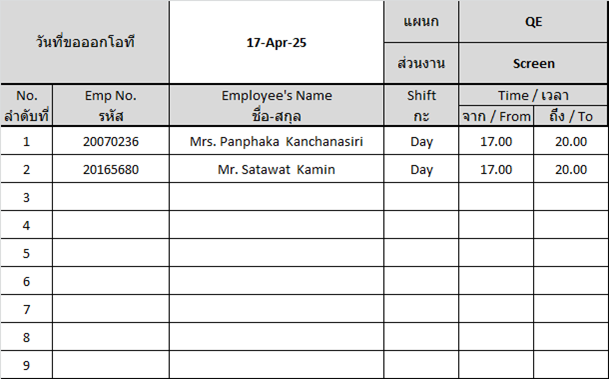 วันที่ขอออกโอที 17-Apr-25 แผนก QE
ส่วนงาน Screen
No. Emp No. Employee's Name Shift Time / เวลา
ลำดับที่ รหัส ชื่อ-สกุล กะ จาก / From ถึง / To
1 20070236 Mrs. Panphaka Kanchanasiri Day 17.00 20.00
2 20165680 Mr. Satawat Kamin Day 17.00 20.00
3
4
5
6
7
8
9